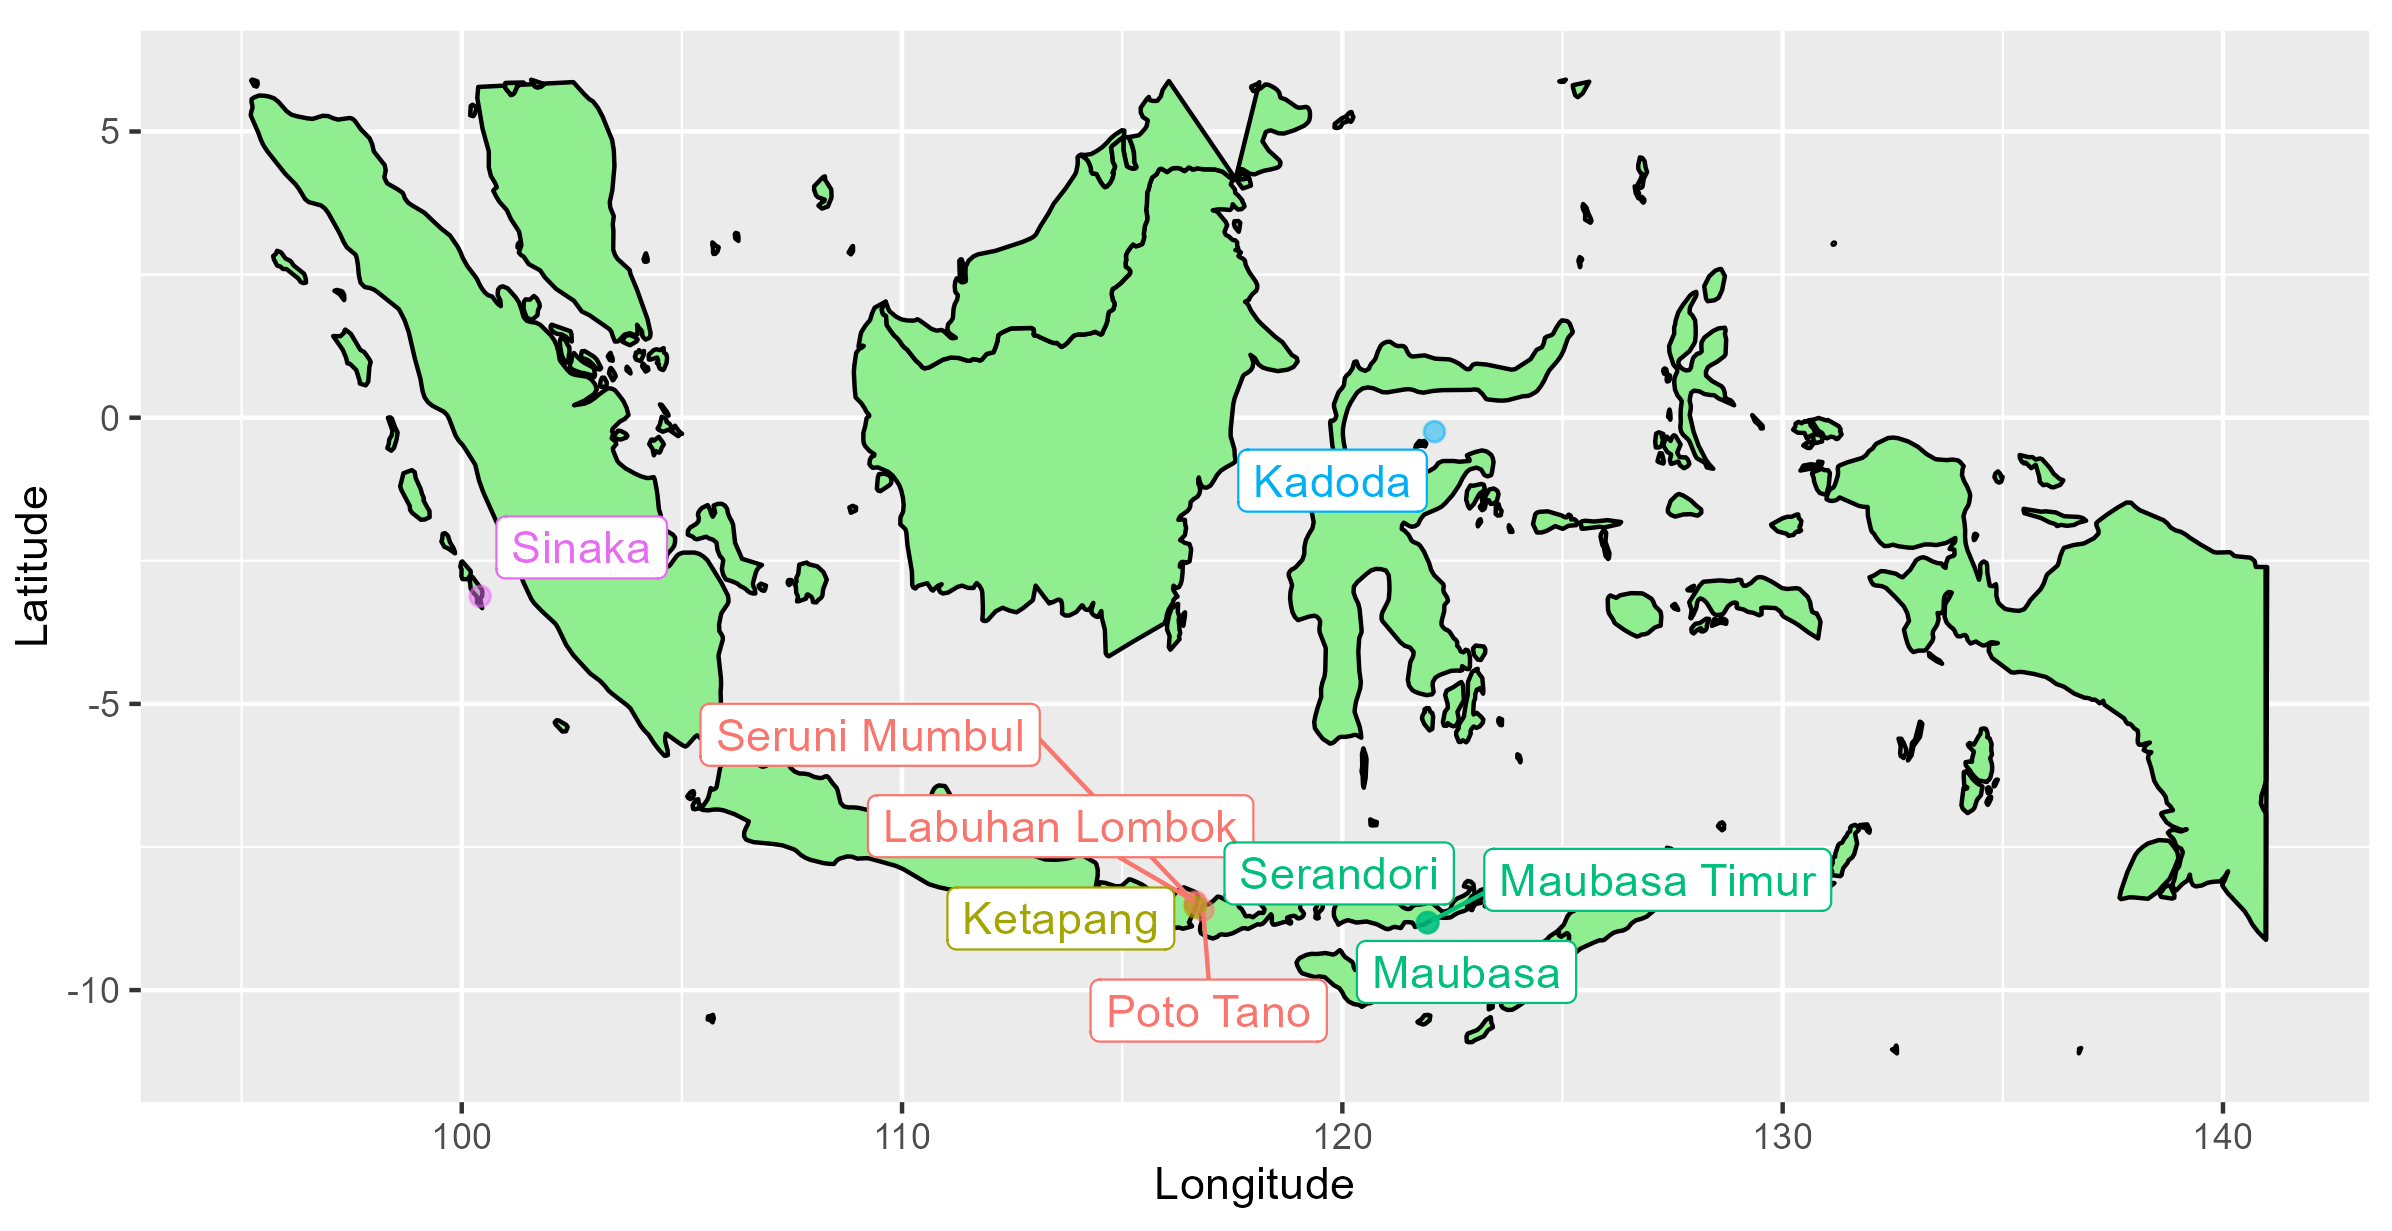 5
0
-5
-10
Latitude
Kadoda
Sinaka
Seruni Mumbul
Labuhan Lombok
Serandori
Maubasa Timur
Ketapang
Maubasa
Poto Tano
100
110
120
130
140
Longitude